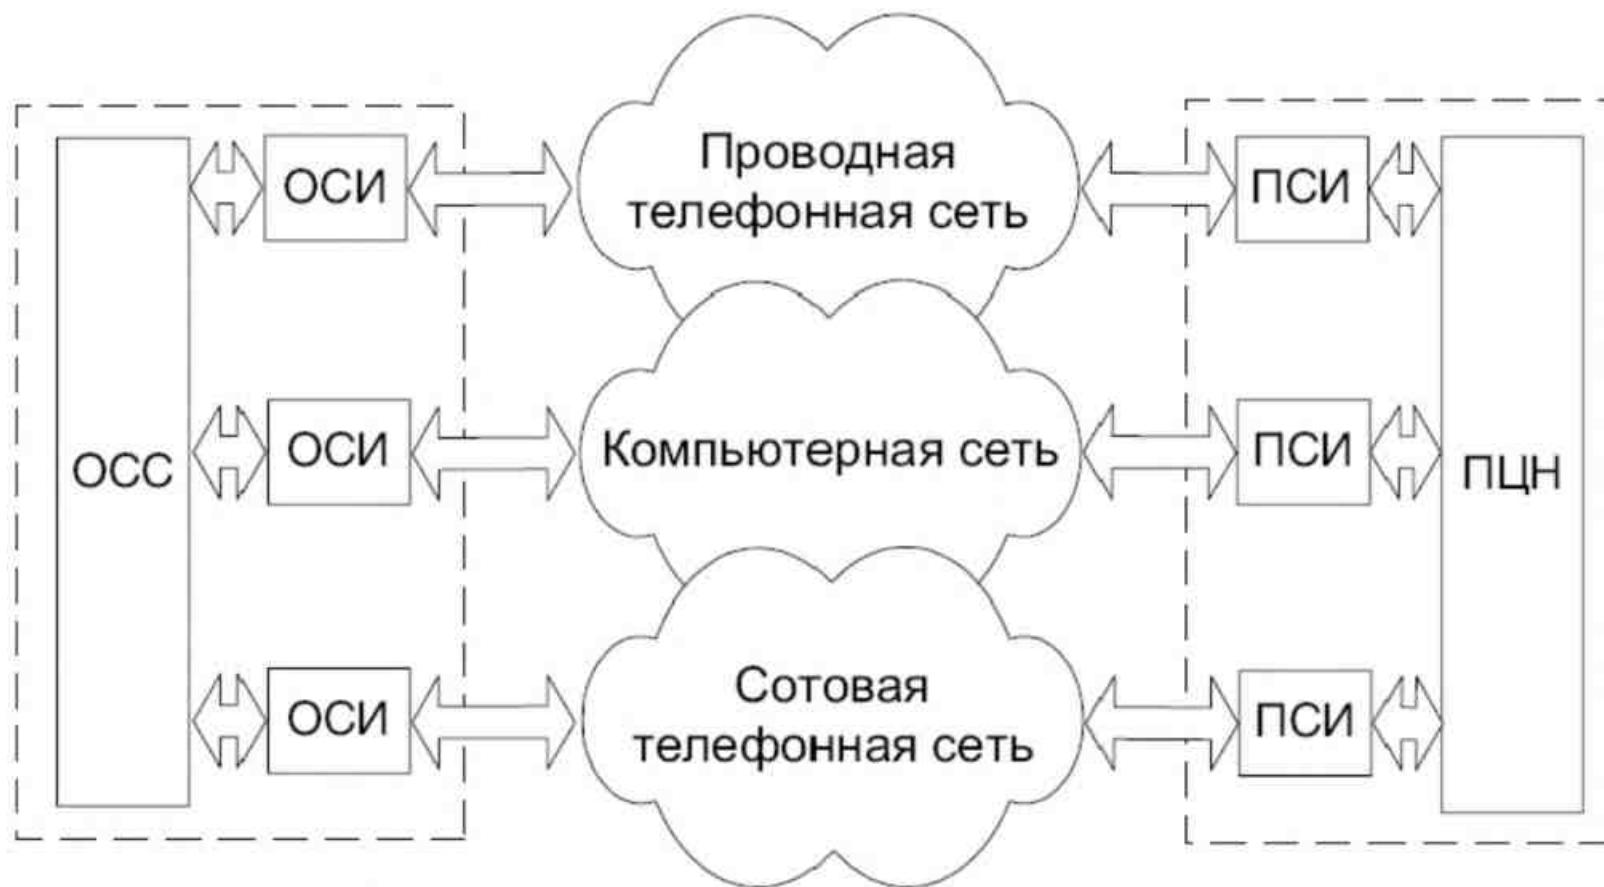 Проводная
телефонная сеть
ОСИ
ПСИ
ОСС
ОСИ
Компьютерная сеть
ПСИ
ПЦН
ОСИ
Сотовая
телефонная сеть
ПСИ